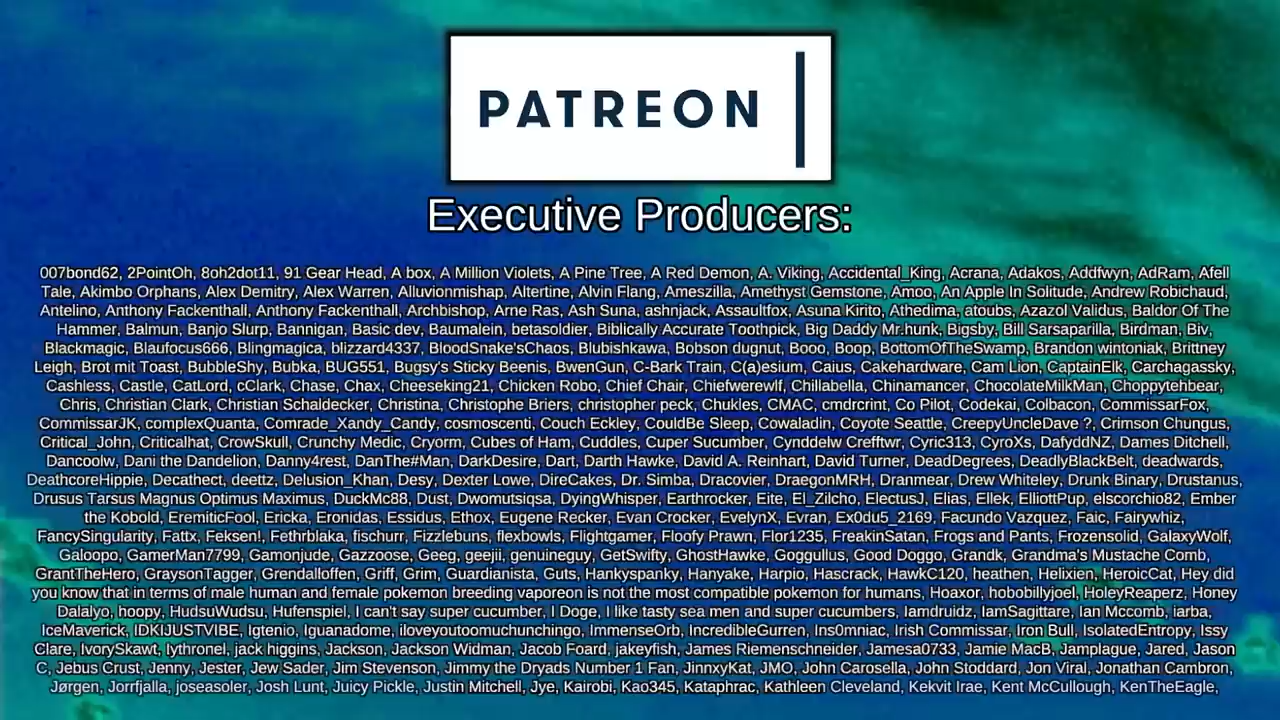 PATREON
Executive Producers:
007bond62, 2PointOh, 8oh2dot11, 91 Gear Head, A box, A Million Violets, A Pine Tree, A Red Demon, A. Viking, Accidental_King, Acrana, Adakos, Addfwyn, AdRam, Afell
Tale, Akimbo Orphans, Alex Demitry, Alex Warren, Alluvionmishap, Altertine, Alvin Flang, Ameszilla, Amethyst Gemstone, Amoo, An Apple In Solitude, Andrew Robichaud,
Antelino, Anthony Fackenthall, Anthony Fackenthall, Archbishop, Arne Ras, Ash Suna, ashnjack, Assaultfox, Asuna Kirito, Athedima, atoubs, Azazol Validus, Baldor Of The
Hammer, Balmun, Banjo Slurp, Bannigan, Basic dev, Baumalein, betasoldier, Biblically Accurate Toothpick, Big Daddy Mr.hunk, Bigsby, Bill Sarsaparilla, Birdman, Biv,
Blackmagic, Blaufocus666, Blingmagica, blizzard4337, BloodSnake'sChaos, Blubishkawa, Bobson dugnut, Booo, Boop, BottomOfTheSwamp, Brandon wintoniak, Brittney
Leigh, Brot mit Toast, BubbleShy, Bubka, BUG551, Bugsy's Sticky Beenis, BwenGun, C-Bark Train, C(a)esium, Caius, Cakehardware, Cam Lion, CaptainElk, Carchagassky,
Cashless, Castle, CatLord, cClark, Chase, Chax, Cheeseking21, Chicken Robo, Chief Chair, Chiefwerewlf, Chillabella, Chinamancer, ChocolateMilkMan, Choppytehbear,
Chris, Christian Clark, Christian Schaldecker, Christina, Christophe Briers, christopher peck, Chukles, CMAC, cmdrcrint, Co Pilot, Codekai, Colbacon, CommissarFox,
CommissarJK, complexQuanta, Comrade_Xandy_Candy, cosmoscenti, Couch Eckley, CouldBe Sleep, Cowaladin, Coyote Seattle, CreepyUncleDave ?, Crimson Chungus,
Critical_John, Criticalhat, CrowSkull, Crunchy Medic, Cryorm, Cubes of Ham, Cuddles, Cuper Sucumber, Cynddelw Crefftwr, Cyric313, CyroXs, DafyddNZ, Dames Ditchell,
Dancoolw, Dani the Dandelion, Danny4rest, DanThe#Man, DarkDesire, Dart, Darth Hawke, David A. Reinhart, David Turner, DeadDegrees, DeadlyBlackBelt, deadwards,
DeathcoreHippie, Decathect, deettz, Delusion_Khan, Desy, Dexter Lowe, DireCakes, Dr. Simba, Dracovier, DraegonMRH, Dranmear, Drew Whiteley, Drunk Binary, Drustanus,
Drusus Tarsus Magnus Optimus Maximus, DuckMc88, Dust, Dwomutisqsa, DyingWhisper, Earthrocker, Eite, El_Zilcho, ElectusJ, Elias, Ellek, ElliottPup, elscorchio82, Ember
the Kobold, EremiticFool, Ericka, Eronidas, Essidus, Ethox, Eugene Recker, Evan Crocker, EvelynX, Evran, Ex0du5_2169, Facundo Vazquez, Faic, Fairywhiz,
FancySingularity, Fattx, Feksen!, Fethrblaka, fischurr, Fizzlebuns, flexbowls, Flightgamer, Floofy Prawn, Flor1235, FreakinSatan, Frogs and Pants, Frozensolid, GalaxyWolf,
Galoopo, GamerMan7799, Gamonjude, Gazzoose, Geeg, geejii, genuineguy, GetSwifty, GhostHawke, Goggullus, Good Doggo, Grandk, Grandma's Mustache Comb,
GrantTheHero, GraysonTagger, Grendalloffen, Griff, Grim, Guardianista, Guts, Hankyspanky, Hanyake, Harpio, Hascrack, HawkC120, heathen, Helixien, HeroicCat, Hey did
you know that in terms of male human and female pokemon breeding vaporeon is not the most compatible pokemon for humans, Hoaxor, hobobillyjoel, HoleyReaperz, Honey
Dalalyo, hoopy, HudsuWudsu, Hufenspiel, I can't say super cucumber, I Doge, I like tasty sea men and super cucumbers, Iamdruidz, IamSagittare, Ian Mccomb, iarba,
IceMaverick, IDKIJUSTVIBE, Igtenio, Iguanadome, iloveyoutoomuchunchingo, ImmenseOrb, IncredibleGurren, Ins0mniac, Irish Commissar, Iron Bull, IsolatedEntropy, Issy
Clare, IvorySkawt, lythronel, jack higgins, Jackson, Jackson Widman, Jacob Foard, jakeyfish, James Riemenschneider, Jamesa0733, Jamie MacB, Jamplague, Jared, Jason
C, Jebus Crust, Jenny, Jester, Jew Sader, Jim Stevenson, Jimmy the Dryads Number 1 Fan, JinnxyKat, JMO, John Carosella, John Stoddard, Jon Viral, Jonathan Cambron,
Jørgen, Jorrfjalla, joseasoler, Josh Lunt, Juicy Pickle, Justin Mitchell, Jye, Kairobi, Kao345, Kataphrac, Kathleen Cleveland, Kekvit Irae, Kent McCullough, KenTheEagle,